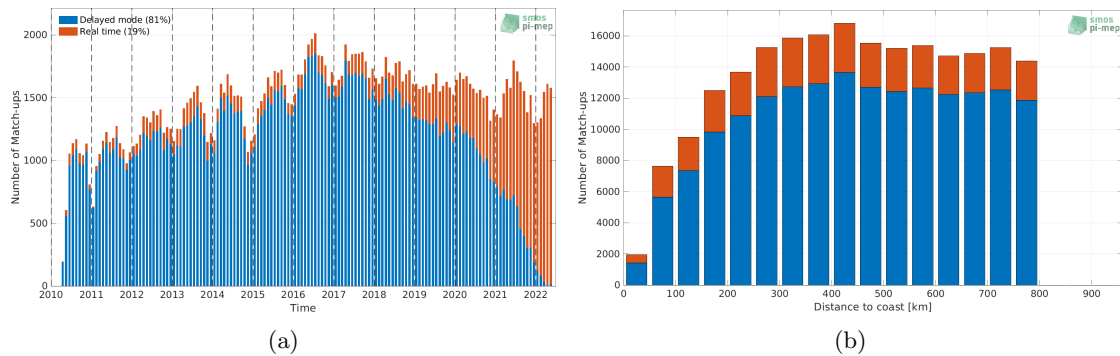 Delayed mode (81%)
Real time (19%)
smos
pi-mep
Number of Match-ups
2000
1500
1000
500
0
2010 2011 2012 2013 2014 2015 2016 2017 2018 2019 2020 2021 2022
Time
(a)
smos
pi-mep
Number of Match-ups
16000
14000
12000
10000
8000
6000
4000
2000
0
0 100 200 300 400 500 600 700 800 900
Distance to coast [km]
(b)